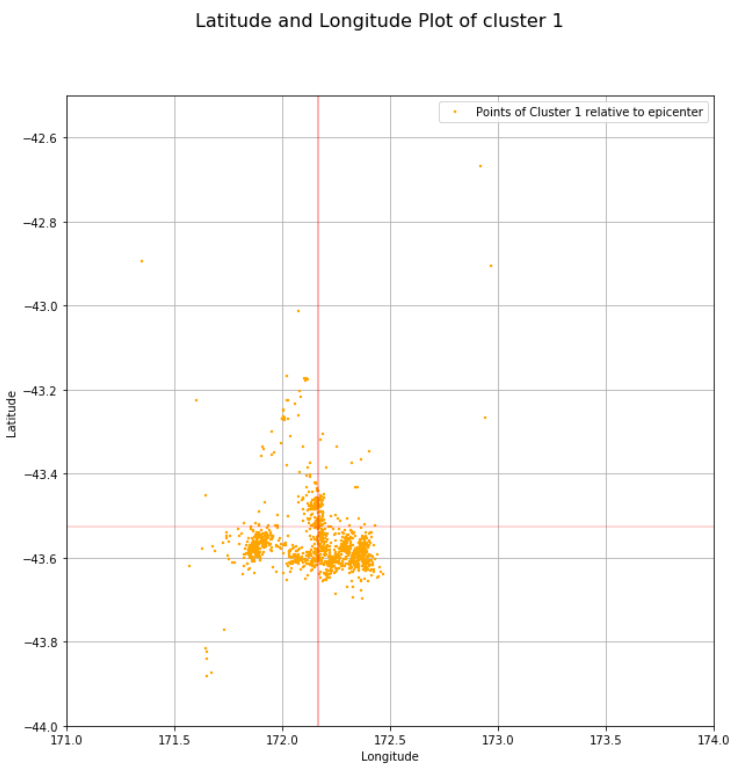 Latitude and Longitude Plot of cluster 1
Points of Cluster 1 relative to epicenter
−42.6
−42.8
−43.0
−43.2
−43.4
−43.6
−43.8
−44.0
Latitude
171.0 171.5 172.0 172.5 173.0 173.5 174.0
Longitude